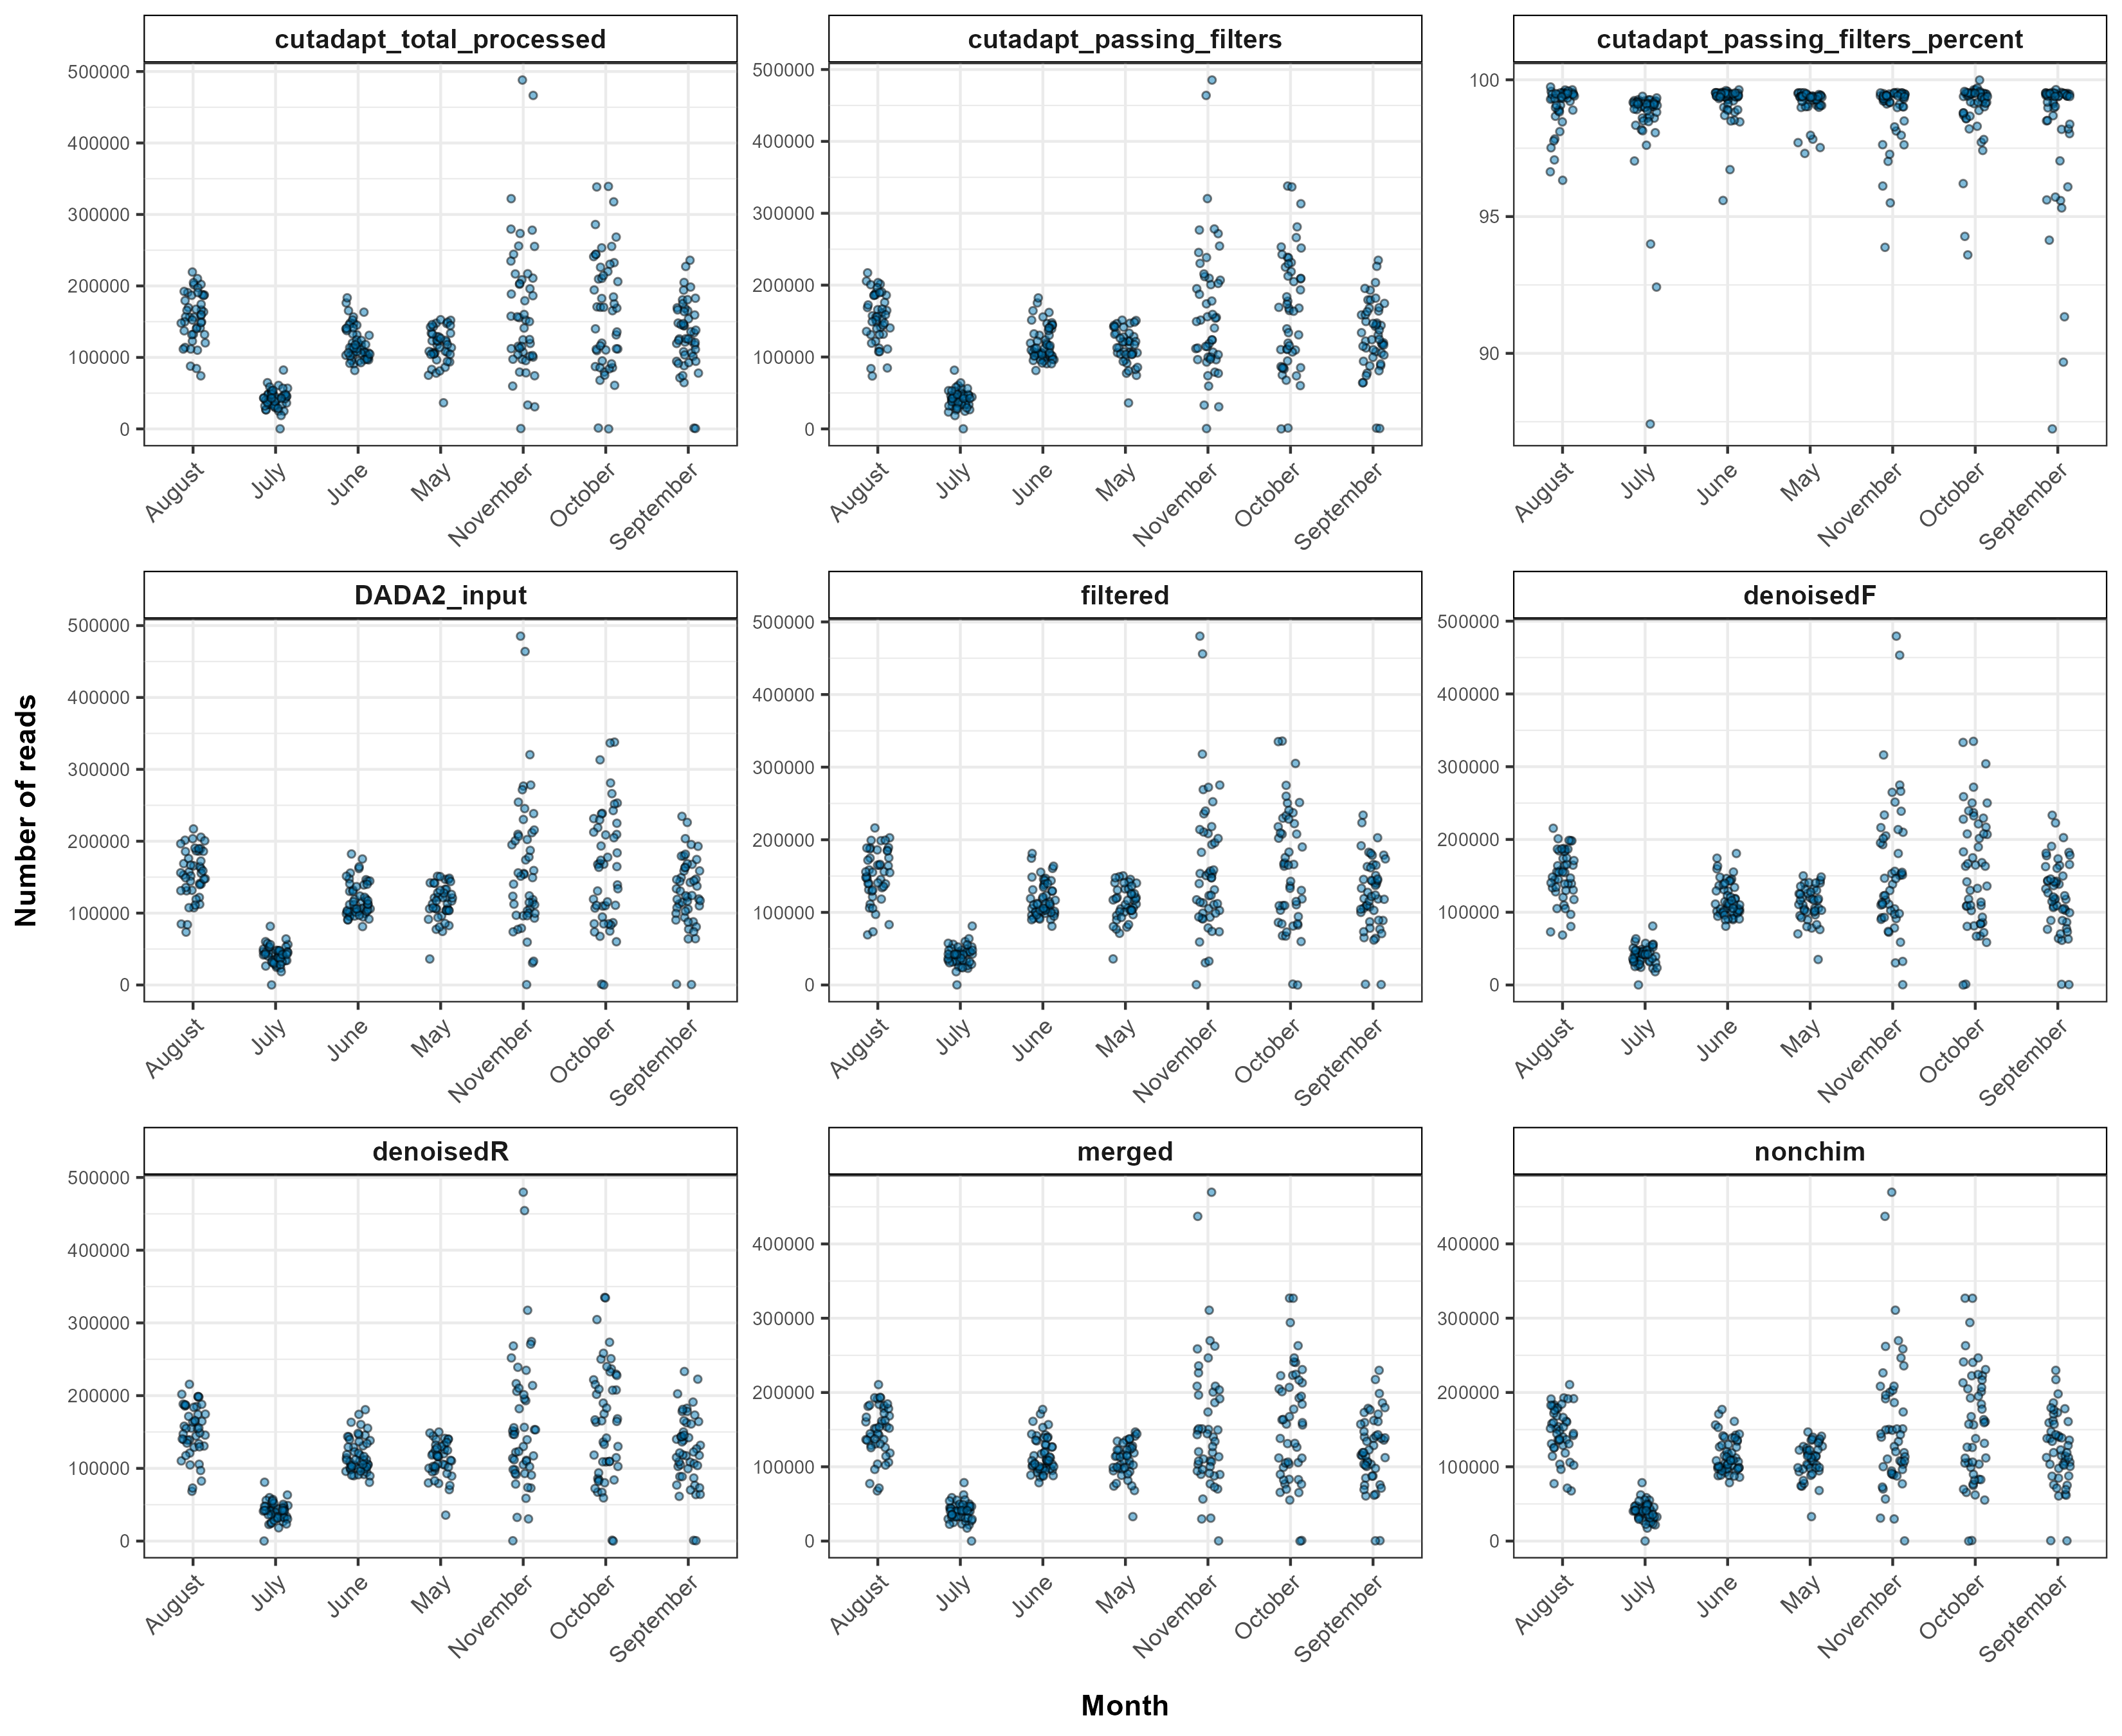 cutadapt_total_processed
cutadapt_passing_filters
cutadapt_passing_filters_percent
500000
400000
300000
200000
100000
0
500000
400000
300000
200000
100000
0
100
95
90
August
July
June
May
November
October
September
August
July
June
May
November
October
September
August
July
June
May
November
October
September
DADA2_input
filtered
denoisedF
500000
400000
300000
200000
100000
0
500000
400000
300000
200000
100000
0
500000
400000
300000
200000
100000
0
August
July
June
May
November
October
September
August
July
June
May
November
October
September
August
July
June
May
November
October
September
Number of reads
denoisedR
merged
nonchim
500000
400000
300000
200000
100000
0
400000
300000
200000
100000
0
400000
300000
200000
100000
0
August
July
June
May
November
October
September
August
July
June
May
November
October
September
August
July
June
May
November
October
September
Month